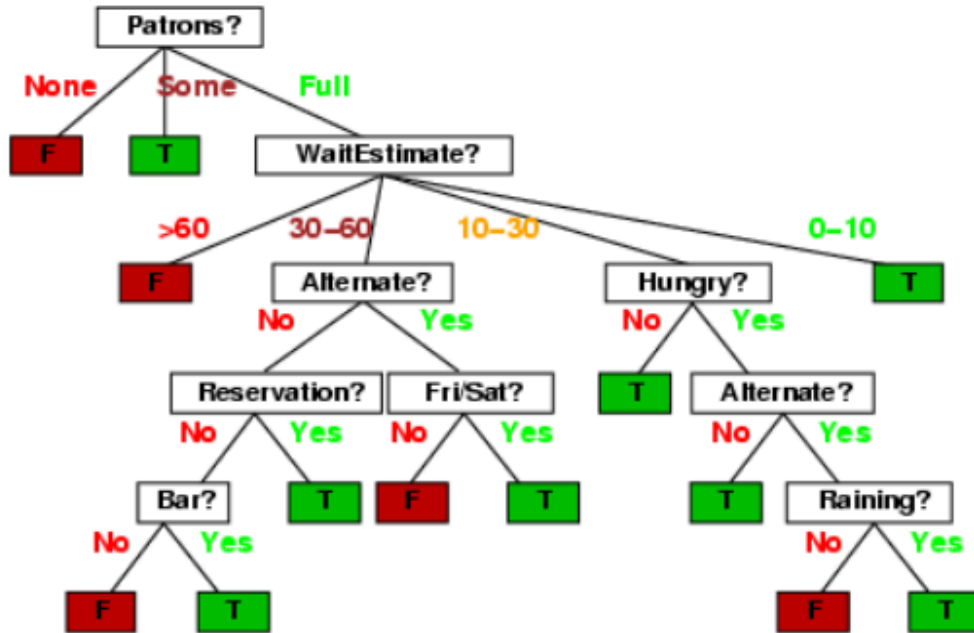 Patrons?
None Some Full
F T WaitEstimate?
>60 30–60 10–30 0–10
F Alternate? Hungry? T
No Yes No Yes
Reservation? Fri/Sat? T Alternate?
No Yes No Yes No Yes
Bar? T F T T Raining?
No Yes No Yes
F T F T